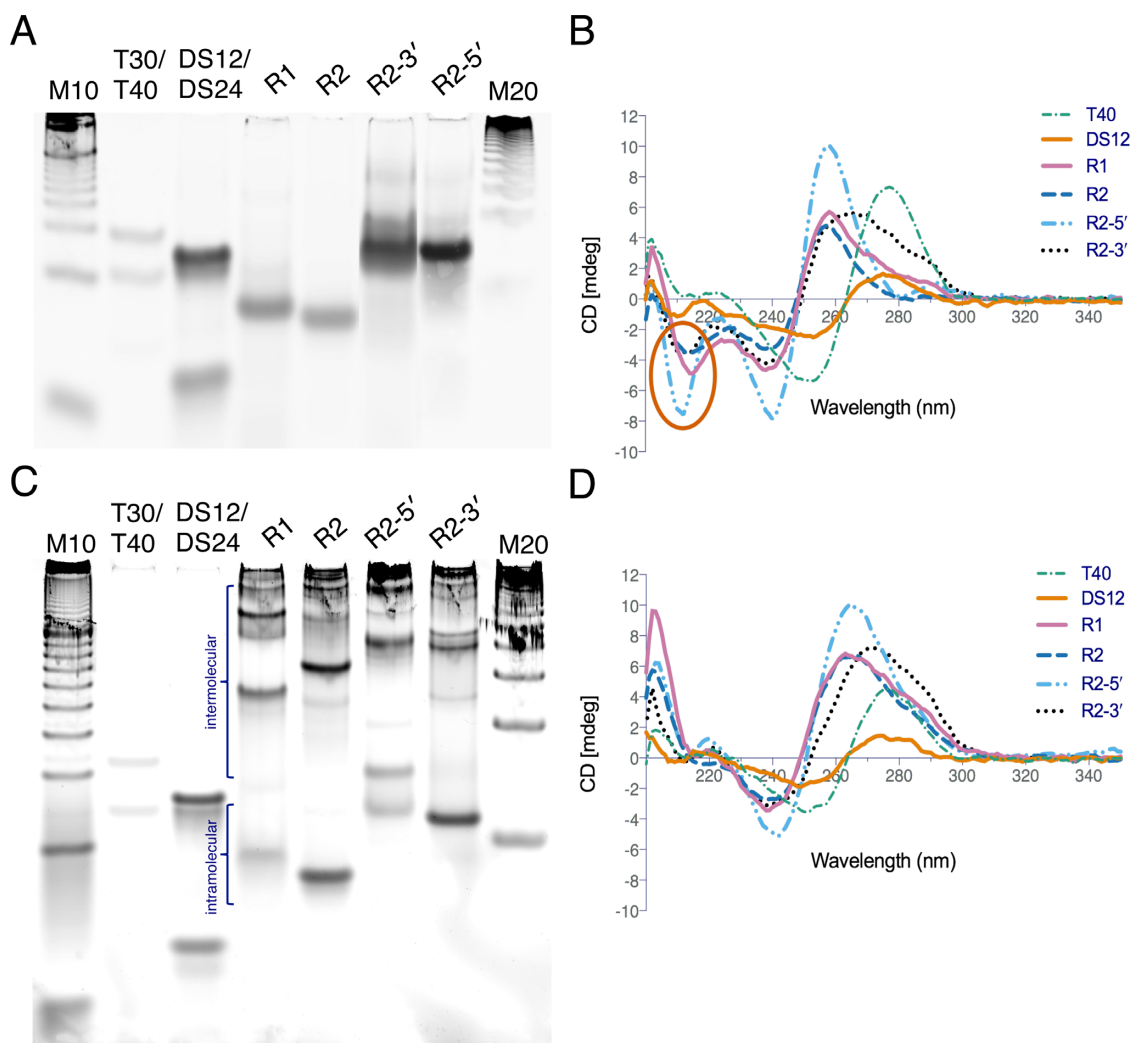 A
M10
T30/
T40
DS12/
DS24
R1
R2
R2-3′
R2-5′
M20
B
CD [mdeg]
12
10
8
6
4
2
0
-2
-4
-6
-8
-10
220
240
260
280
300
320
340
Wavelength (nm)
T40
DS12
R1
R2
R2-5′
R2-3′
C
M10
T30/
T40
DS12/
DS24
R1
R2
R2-5′
R2-3′
M20
intermolecular
intramolecular
D
CD [mdeg]
12
10
8
6
4
2
0
-2
-4
-6
-8
-10
220
240
260
280
300
320
340
Wavelength (nm)
T40
DS12
R1
R2
R2-5′
R2-3′